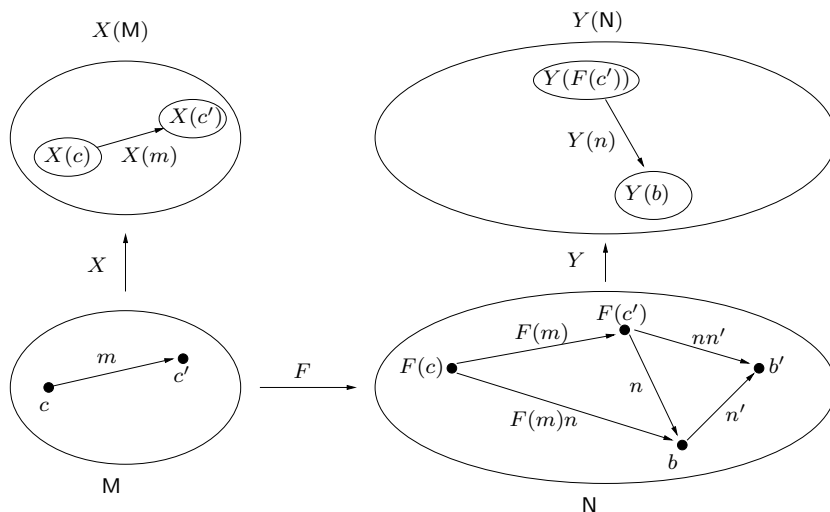 X(M)
Y(N)
X(c)
X(c′)
X(m)
Y(F(c′))
Y(n)
Y(b)
X
Y
m
c
c′
F
F(c)
F(m)
F(c′)
nn′
b′
n
F(m)n
n′
b
M
N